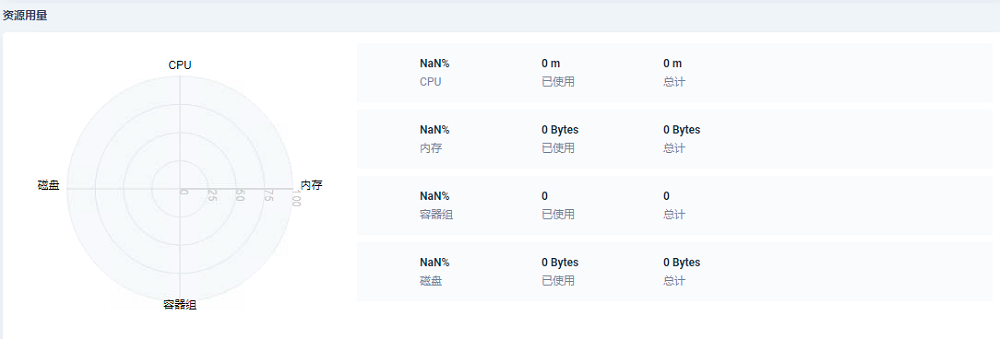 资源用量
CPU
磁盘
内存
0
25
50
75
100
容器组
NaN%
0 m
0 m
CPU
已使用
总计
NaN%
0 Bytes
0 Bytes
内存
已使用
总计
NaN%
0
0
容器组
已使用
总计
NaN%
0 Bytes
0 Bytes
磁盘
已使用
总计